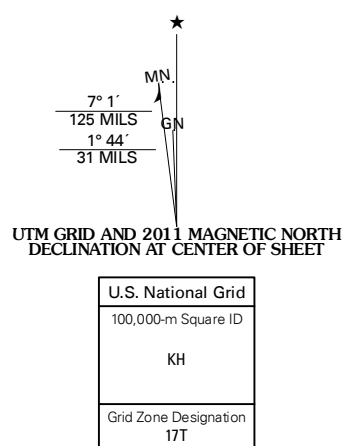 ★
MN.
7° 1´
125 MILS
GN
1° 44´
31 MILS
UTM GRID AND 2011 MAGNETIC NORTH
DECLINATION AT CENTER OF SHEET
U.S. National Grid
100,000-m Square ID
KH
Grid Zone Designation
17T